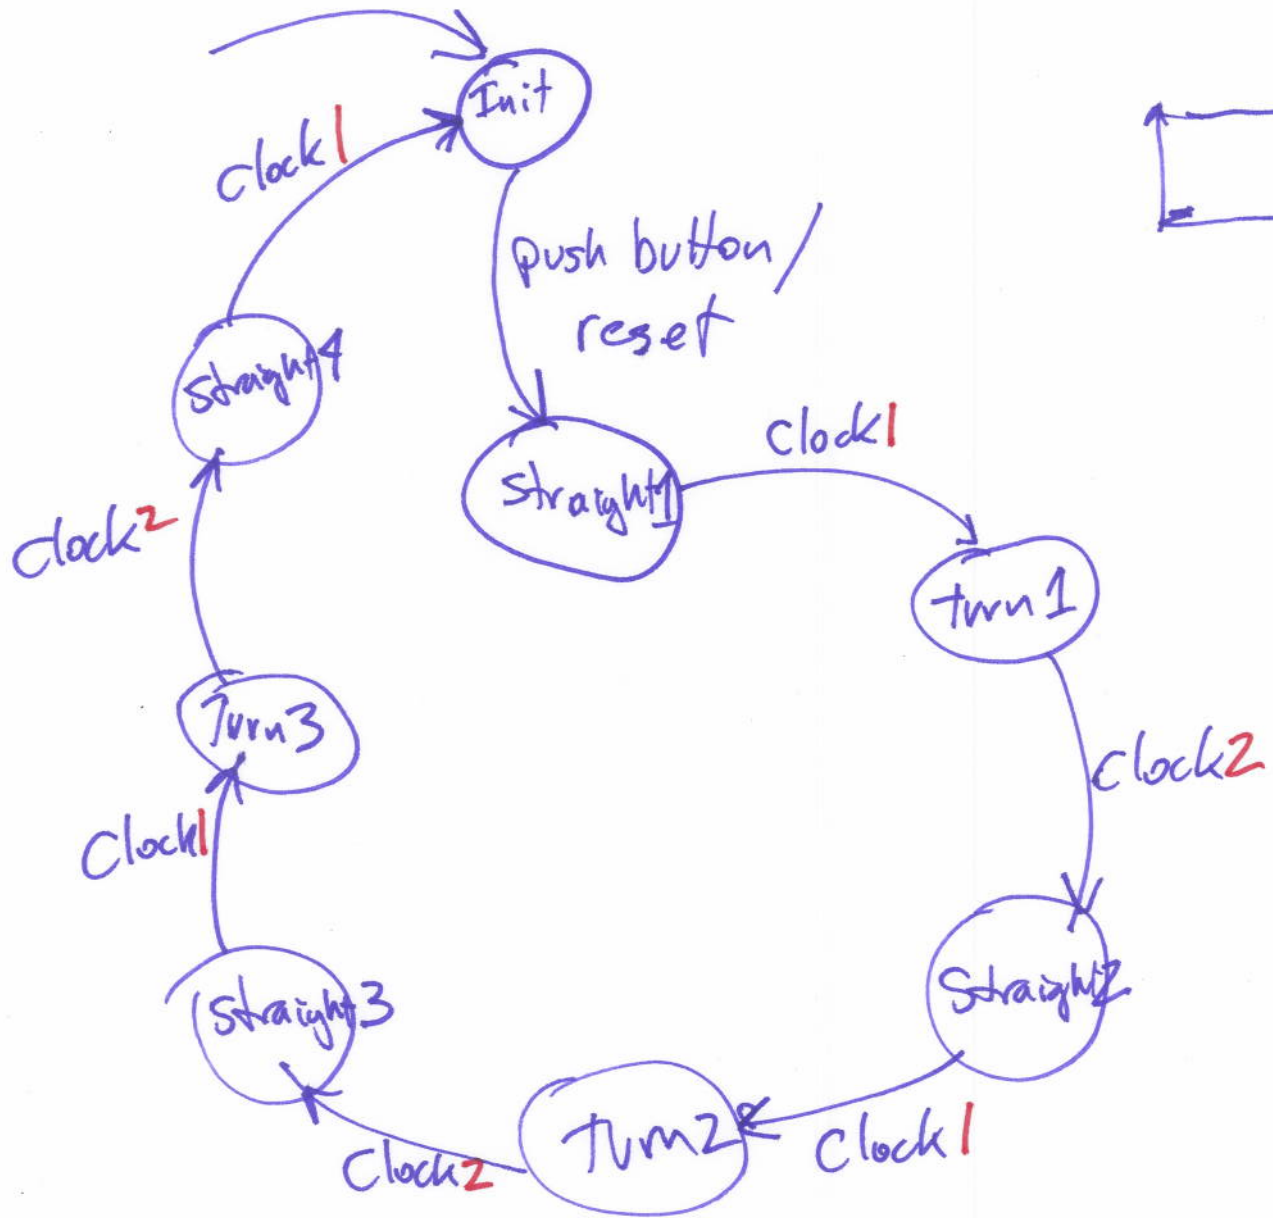 Init
Clock1
push button /
reset
Straight4
Clock1
Straight1
Clock2
turn1
Turn3
Clock2
Clock1
Straight2
Straight3
Turn2
Clock1
Clock2